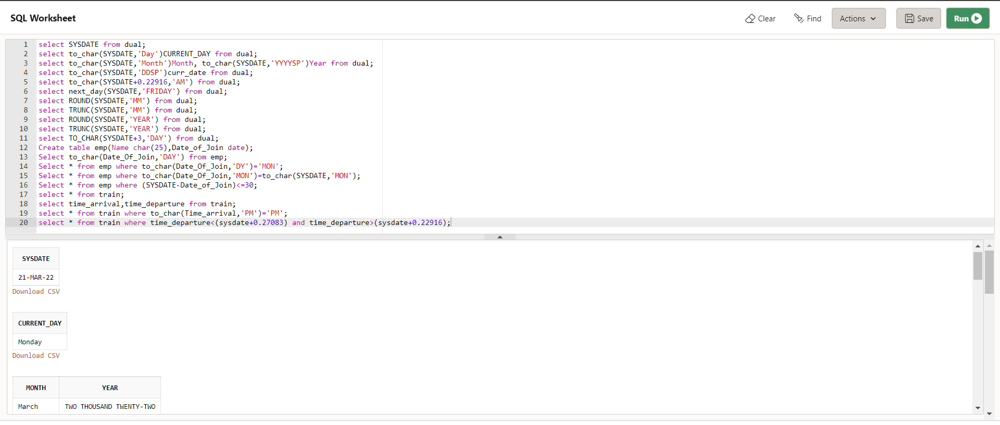 SQL Worksheet
Clear Find Actions Save Run
1 select SYSDATE from dual;
2 select to_char(SYSDATE,'Day')CURRENT_DAY from dual;
3 select to_char(SYSDATE,'Month')Month, to_char(SYSDATE,'YYYYSP')Year from dual;
4 select to_char(SYSDATE,'DDSP')curr_date from dual;
5 select to_char(SYSDATE+0.22916,'AM') from dual;
6 select next_day(SYSDATE,'FRIDAY') from dual;
7 select ROUND(SYSDATE,'MM') from dual;
8 select TRUNC(SYSDATE,'MM') from dual;
9 select ROUND(SYSDATE,'YEAR') from dual;
10 select TRUNC(SYSDATE,'YEAR') from dual;
11 select TO_CHAR(SYSDATE+3,'DAY') from dual;
12 Create table emp(Name char(25),Date_of_Join date);
13 Select to_char(Date_Of_Join,'DAY') from emp;
14 Select * from emp where to_char(Date_Of_Join,'DY')='MON';
15 Select * from emp where to_char(Date_Of_Join,'MON')=to_char(SYSDATE,'MON');
16 Select * from emp where (SYSDATE-Date_of_Join)<=30;
17 select * from train;
18 select time_arrival,time_departure from train;
19 select * from train where to_char(Time_arrival,'PM')='PM';
20 select * from train where time_departure<(sysdate+0.27083) and time_departure>(sysdate+0.22916);
SYSDATE
21-MAR-22
Download CSV
CURRENT_DAY
Monday
Download CSV
MONTH YEAR
March TWO THOUSAND TWENTY-TWO